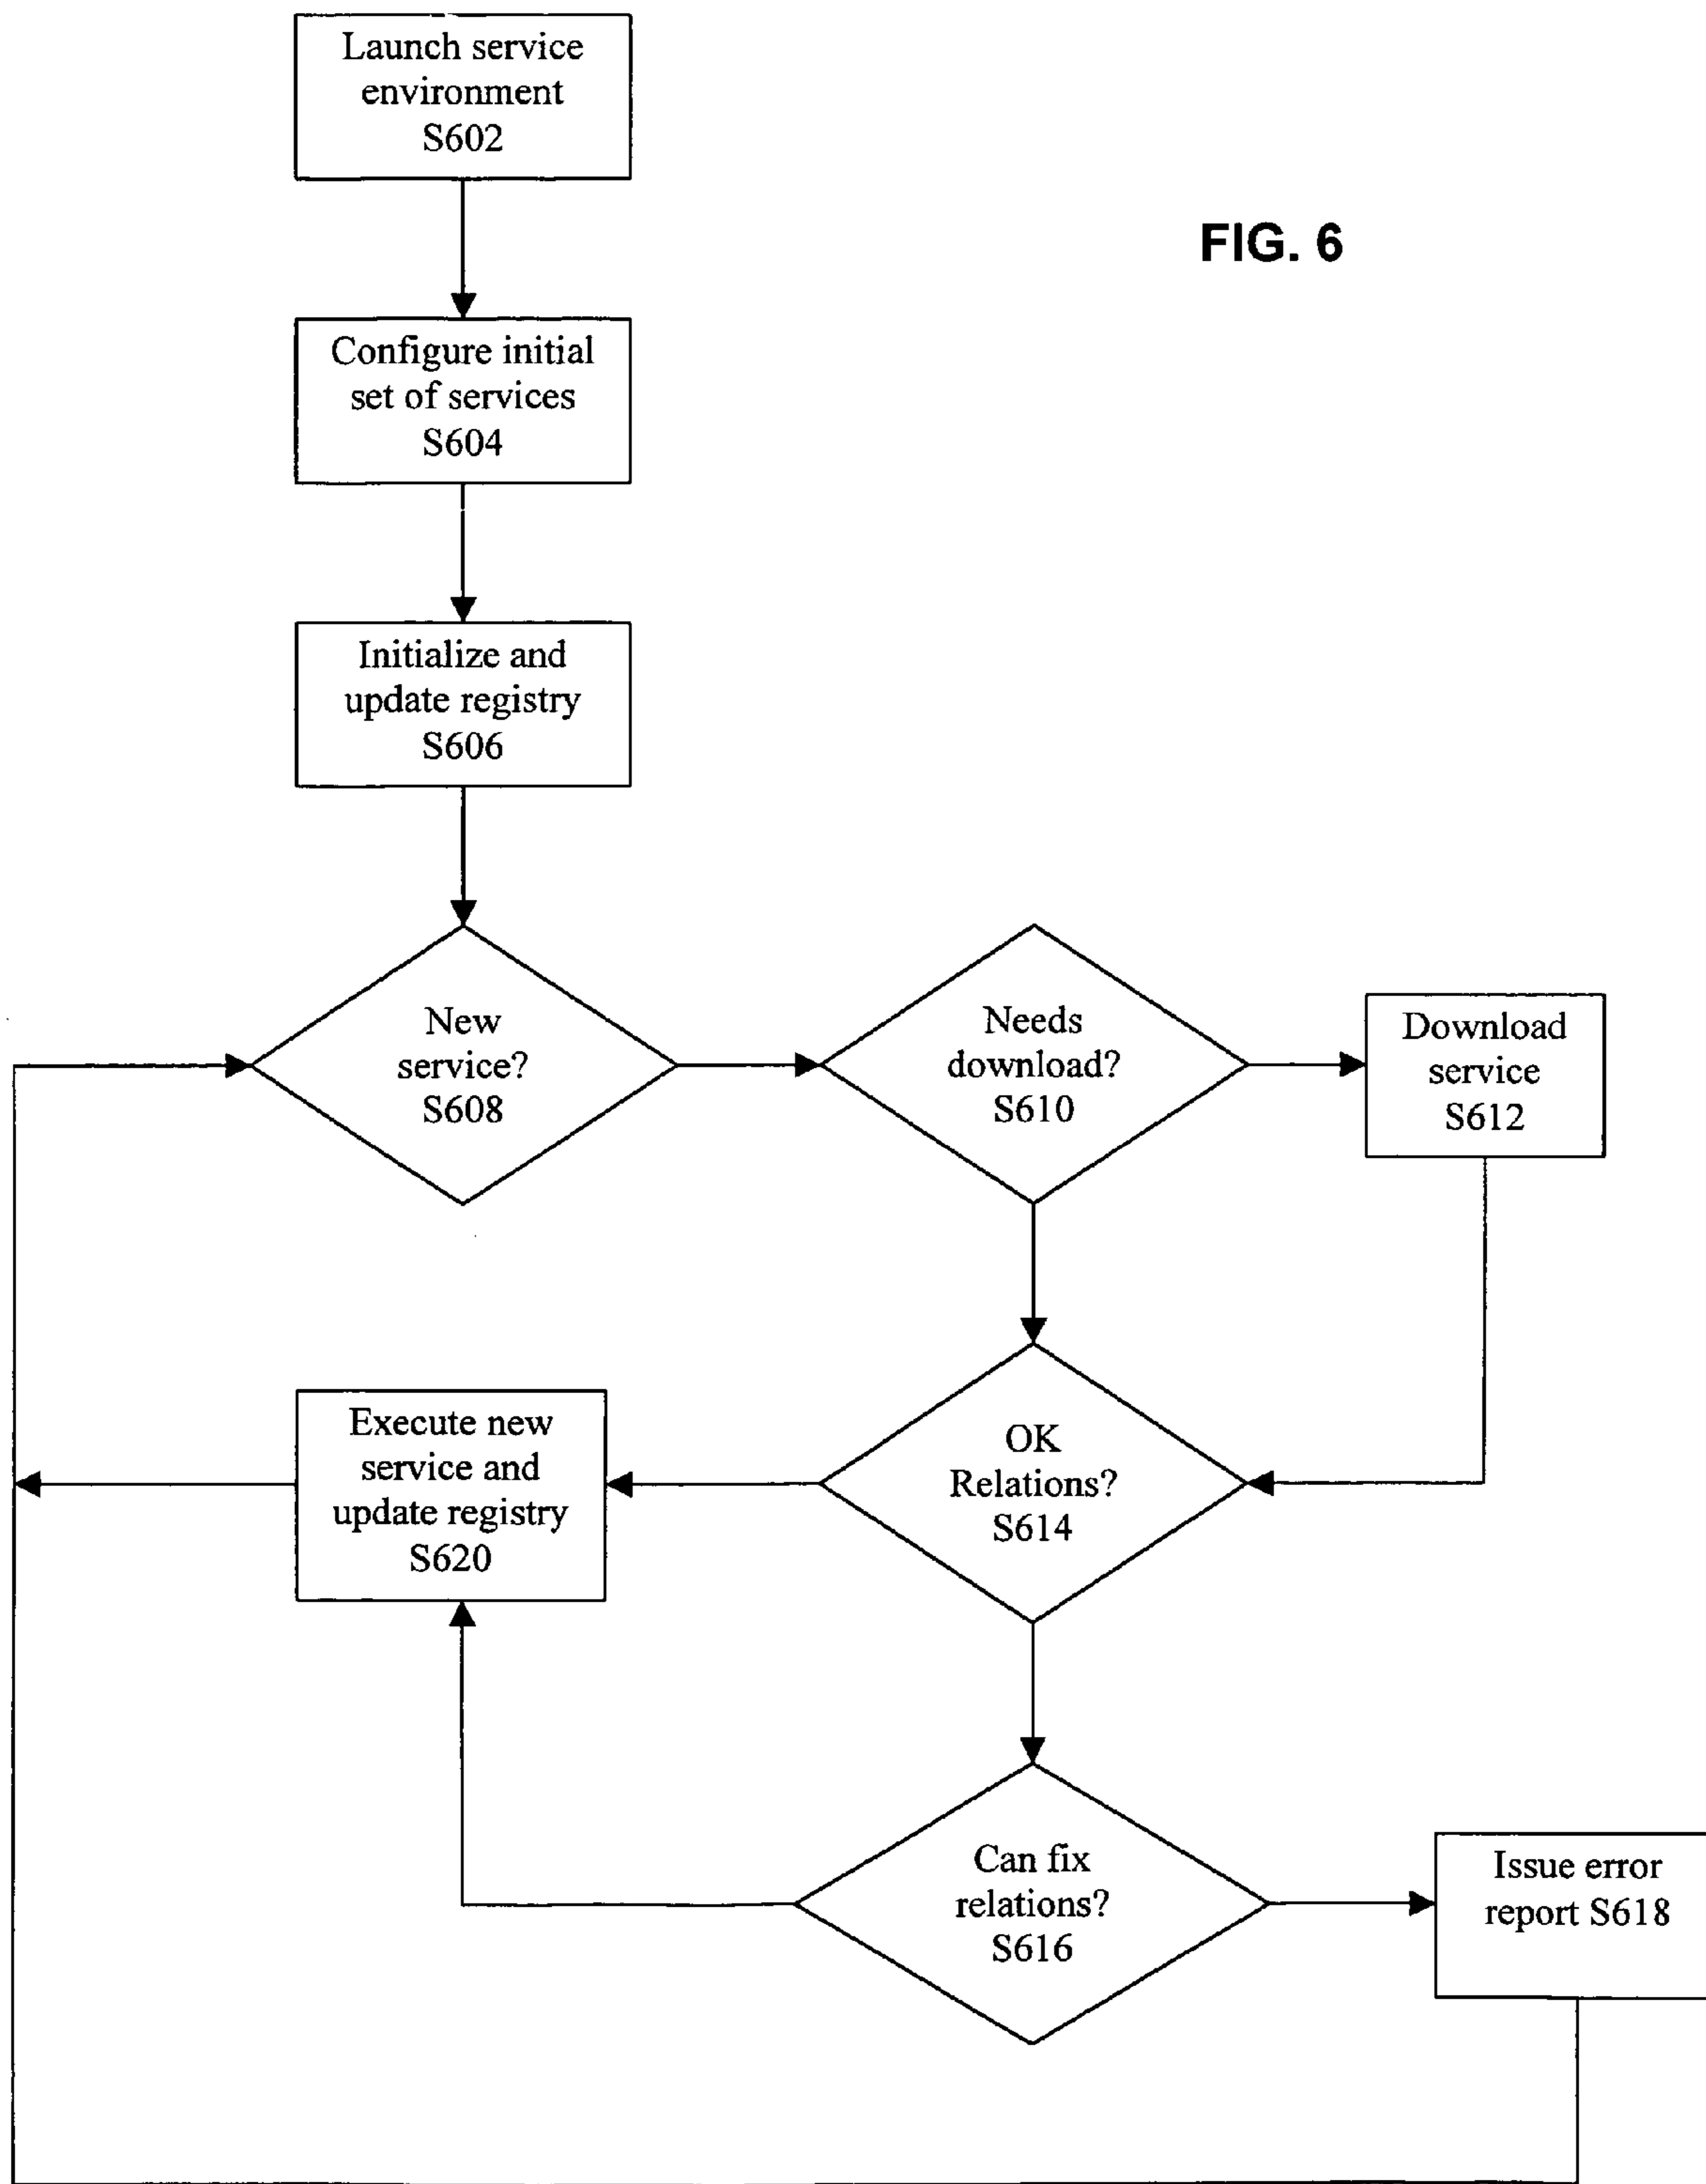 Launch service
environment
S602
FIG. 6
Configure initial
set of services
S604
Initialize and
update registry
S606
New
service?
S608
Needs
download?
S610
Download
service
S612
Execute new
service and
update registry
S620
OK
Relations?
S614
Can fix
relations?
S616
Issue error
report S618